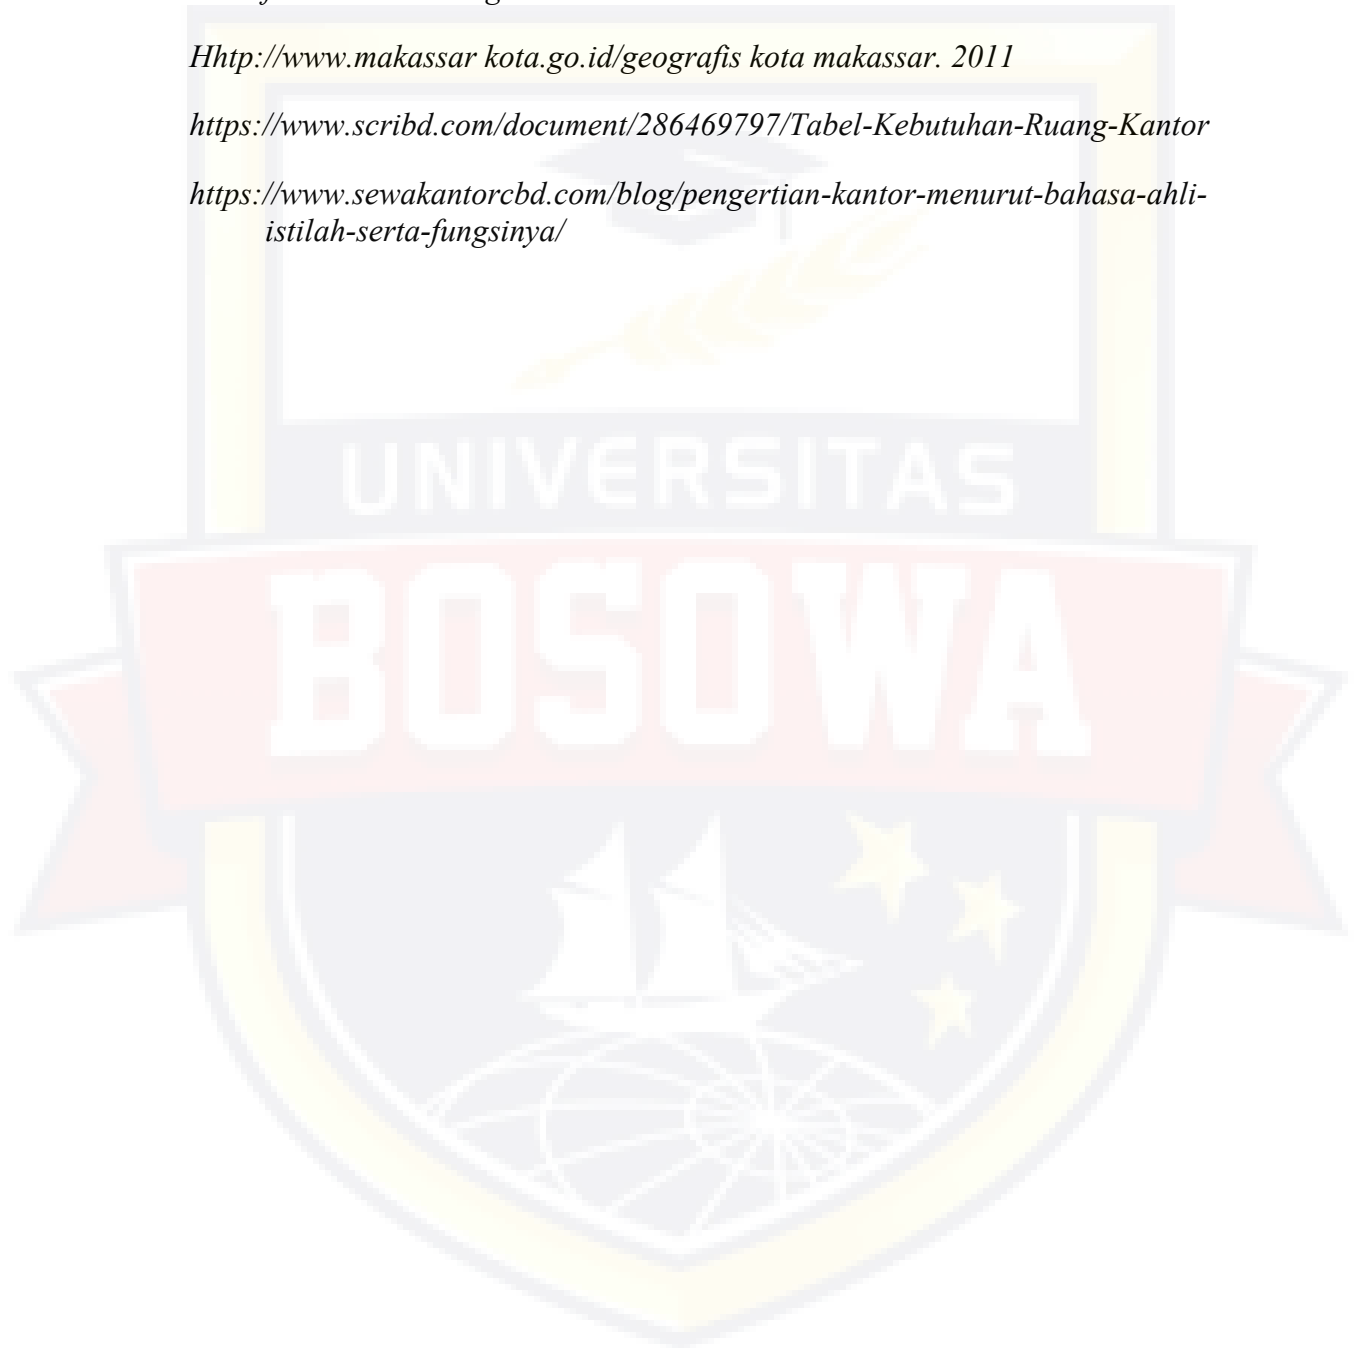 Hhtp://www.makassar kota.go.id/geografis kota makassar. 2011
https://www.scribd.com/document/286469797/Tabel-Kebutuhan-Ruang-Kantor
https://www.sewakantorcbd.com/blog/pengertian-kantor-menurut-bahasa-ahli-
istilah-serta-fungsinya/
UNIVERSITAS
BOSOWA